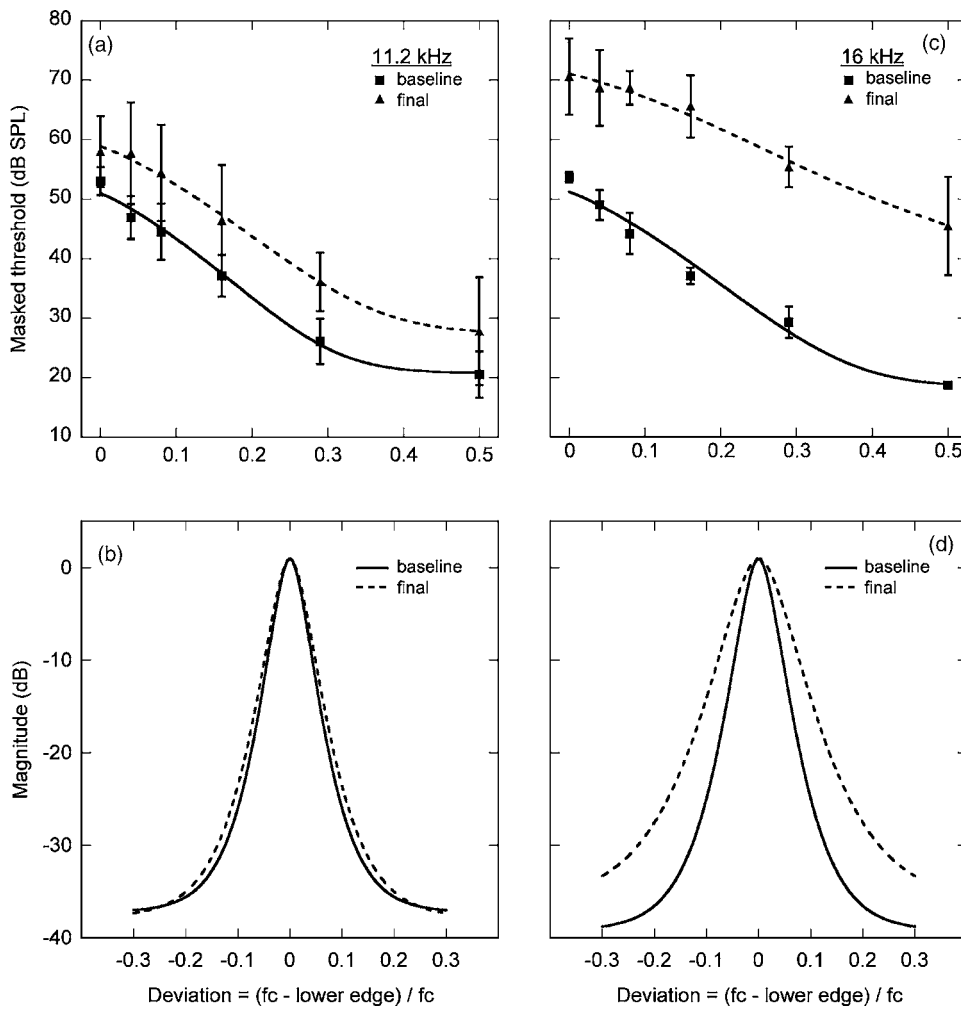 (a)
11.2 kHz
baseline
final
Masked threshold (dB SPL)
80
70
60
50
40
30
20
10
0
0.1
0.2
0.3
0.4
0.5
(c)
16 kHz
baseline
final
0
0.1
0.2
0.3
0.4
0.5
(b)
baseline
final
Magnitude (dB)
0
-10
-20
-30
-40
-0.3
-0.2
-0.1
0
0.1
0.2
0.3
Deviation = (fc - lower edge) / fc
(d)
baseline
final
-0.3
-0.2
-0.1
0
0.1
0.2
0.3
Deviation = (fc - lower edge) / fc